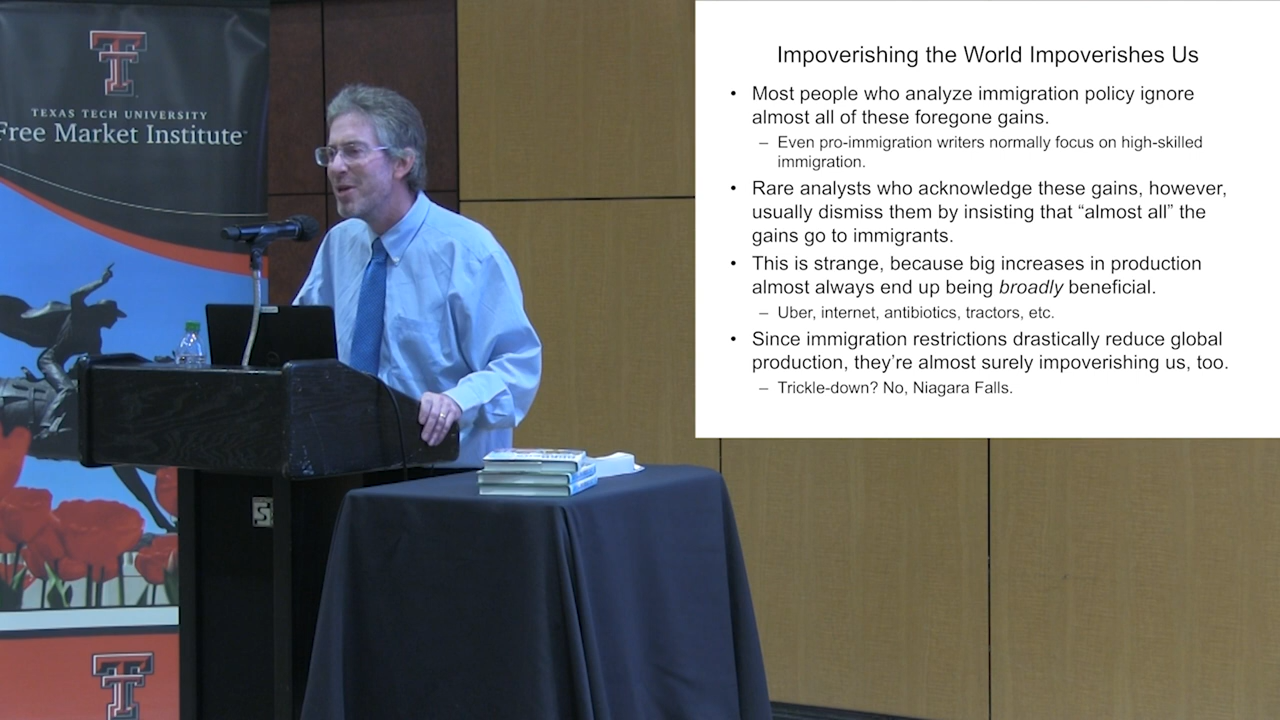 TEXAS TECH UNIVERSITY
Free Market Institute
Impoverishing the World Impoverishes Us
• Most people who analyze immigration policy ignore
almost all of these foregone gains.
– Even pro-immigration writers normally focus on high-skilled
immigration.
• Rare analysts who acknowledge these gains, however,
usually dismiss them by insisting that “almost all” the
gains go to immigrants.
• This is strange, because big increases in production
almost always end up being broadly beneficial.
– Uber, internet, antibiotics, tractors, etc.
• Since immigration restrictions drastically reduce global
production, they’re almost surely impoverishing us, too.
– Trickle-down? No, Niagara Falls.